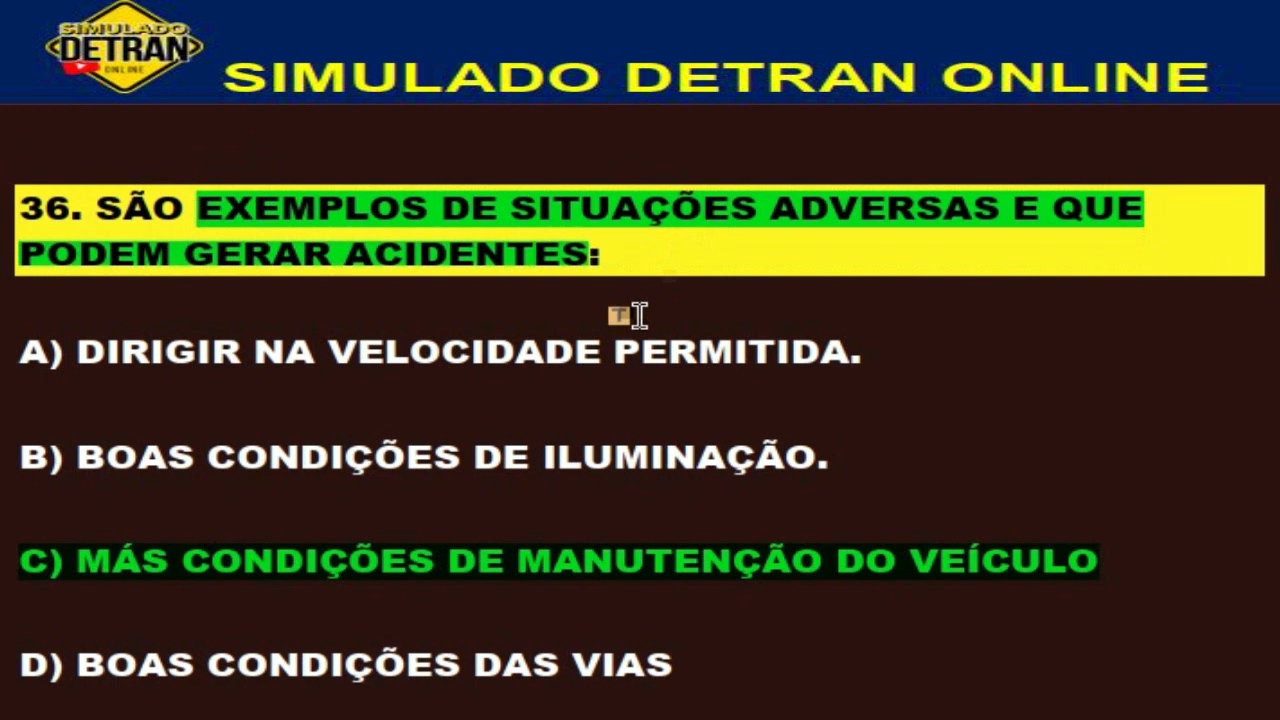 SIMULADO
DETRAN
ONLINE
SIMULADO DETRAN ONLINE
36. SÃO EXEMPLOS DE SITUAÇÕES ADVERSAS E QUE
PODEM GERAR ACIDENTES:
T
A) DIRIGIR NA VELOCIDADE PERMITIDA.
B) BOAS CONDIÇÕES DE ILUMINAÇÃO.
C) MÁS CONDIÇÕES DE MANUTENÇÃO DO VEÍCULO
D) BOAS CONDIÇÕES DAS VIAS